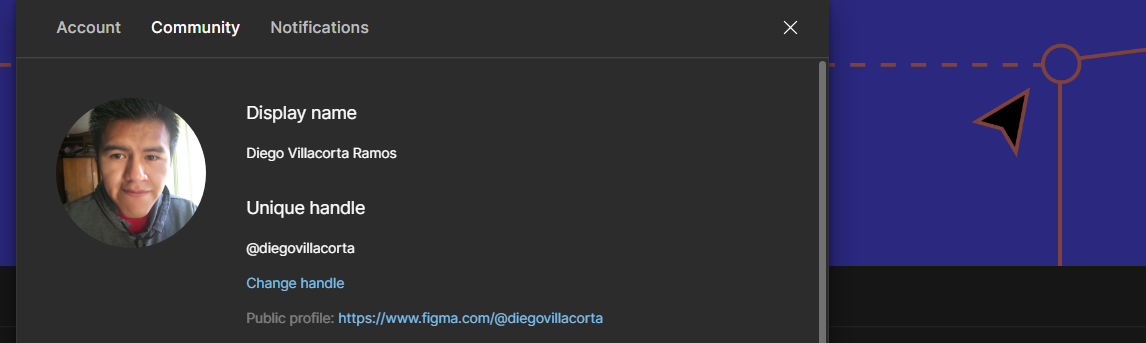 Account Community Notifications
Display name
Diego Villacorta Ramos
Unique handle
@diegovillacorta
Change handle
Public profile: https://www.figma.com/@diegovillacorta